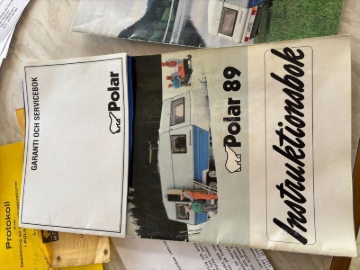 GARANTI OCH SERVICEBOK
Polar
Polar 89
Instruktionsbok
Protokoll